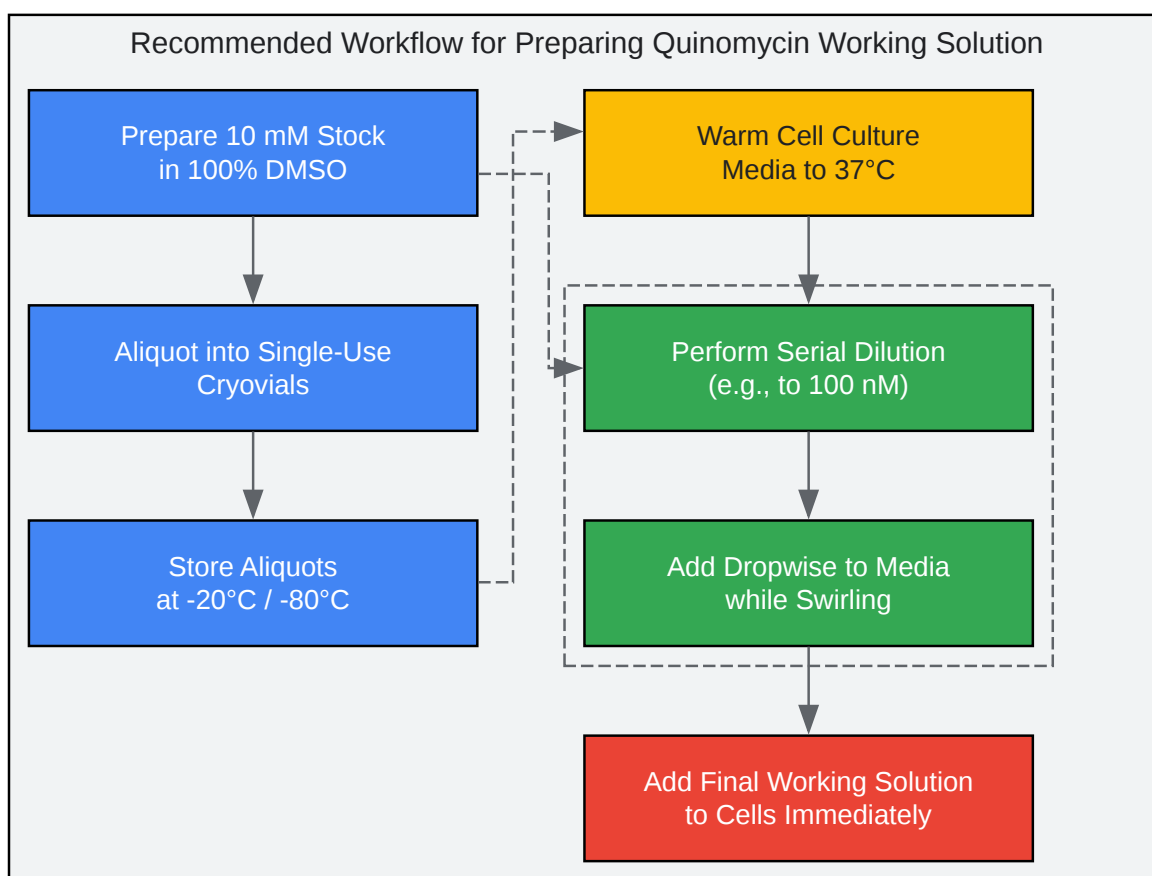 Recommended Workflow for Preparing Quinomycin Working Solution
Prepare 10 mM Stock
in 100% DMSO
Aliquot into Single-Use
Cryovials
Store Aliquots
at -20°C / -80°C
Warm Cell Culture
Media to 37°C
Perform Serial Dilution
(e.g., to 100 nM)
Add Dropwise to Media
while Swirling
Add Final Working Solution
to Cells Immediately